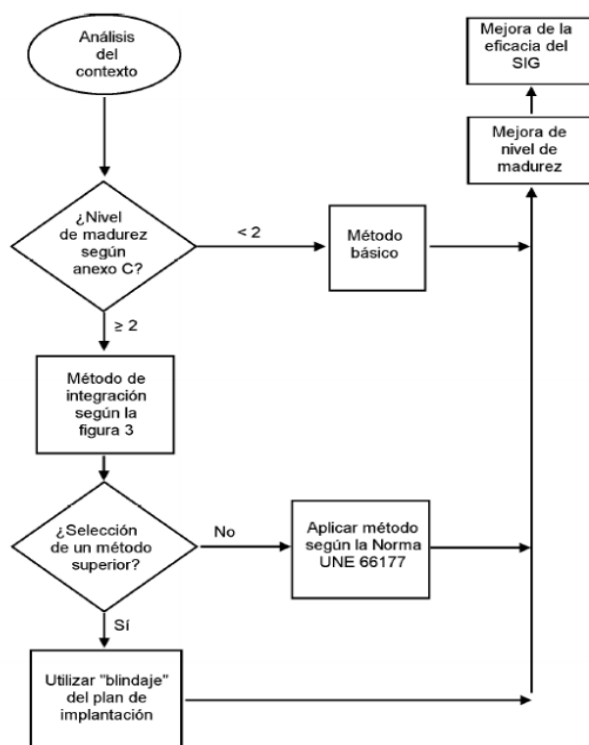 Análisis
del
contexto
Mejora de la
eficacia del
SIG
Mejora de
nivel de
madurez
¿Nivel
de madurez
según
anexo C?
< 2
Método
básico
≥ 2
Método de
integración
según la
figura 3
¿Selección
de un método
superior?
No
Aplicar método
según la Norma
UNE 66177
Sí
Utilizar "blindaje"
del plan de
implantación